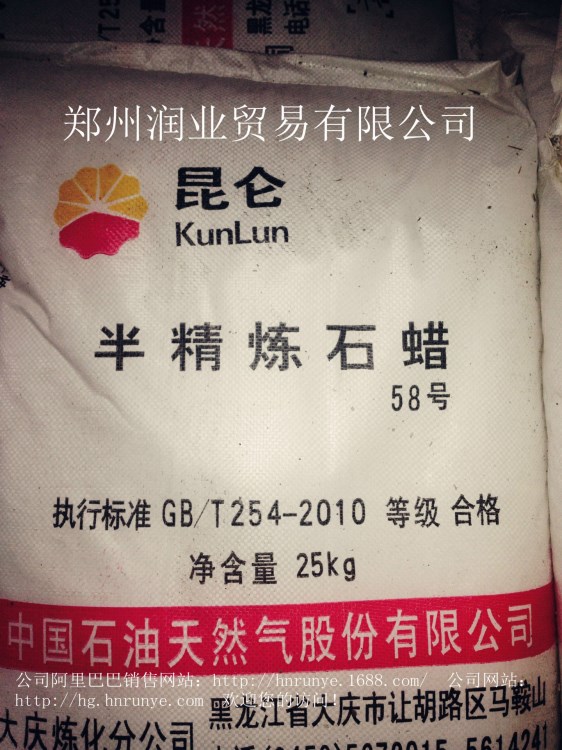 黑龙江
电话
郑州润业贸易有限公司
昆仑
KunLun
半精炼石蜡
58号
执行标准 GB/T254-2010 等级 合格
净含量 25kg
中国石油天然气股份有限公司
公司阿里巴巴销售网站:http://hnrunye.1688.com/ 公司网站:
http://hg.hnrunye.com 欢迎您的访问!
大庆炼化分公司
黑龙江省大庆市让胡路区马鞍山